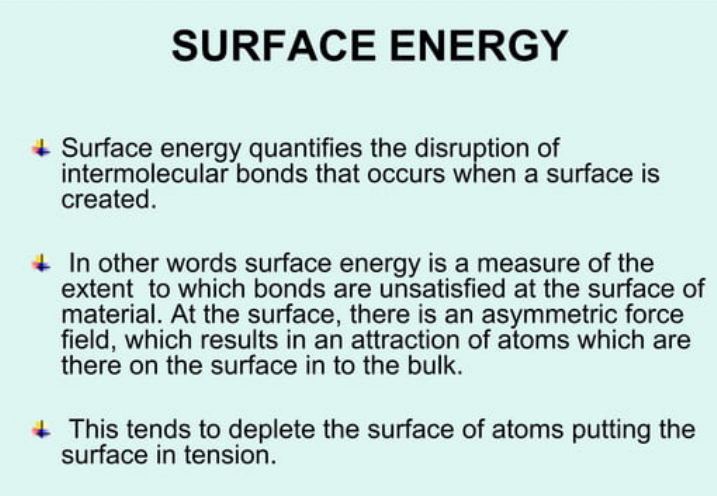 SURFACE ENERGY
Surface energy quantifies the disruption of
intermolecular bonds that occurs when a surface is
created.
In other words surface energy is a measure of the
extent to which bonds are unsatisfied at the surface of
material. At the surface, there is an asymmetric force
field, which results in an attraction of atoms which are
there on the surface in to the bulk.
This tends to deplete the surface of atoms putting the
surface in tension.